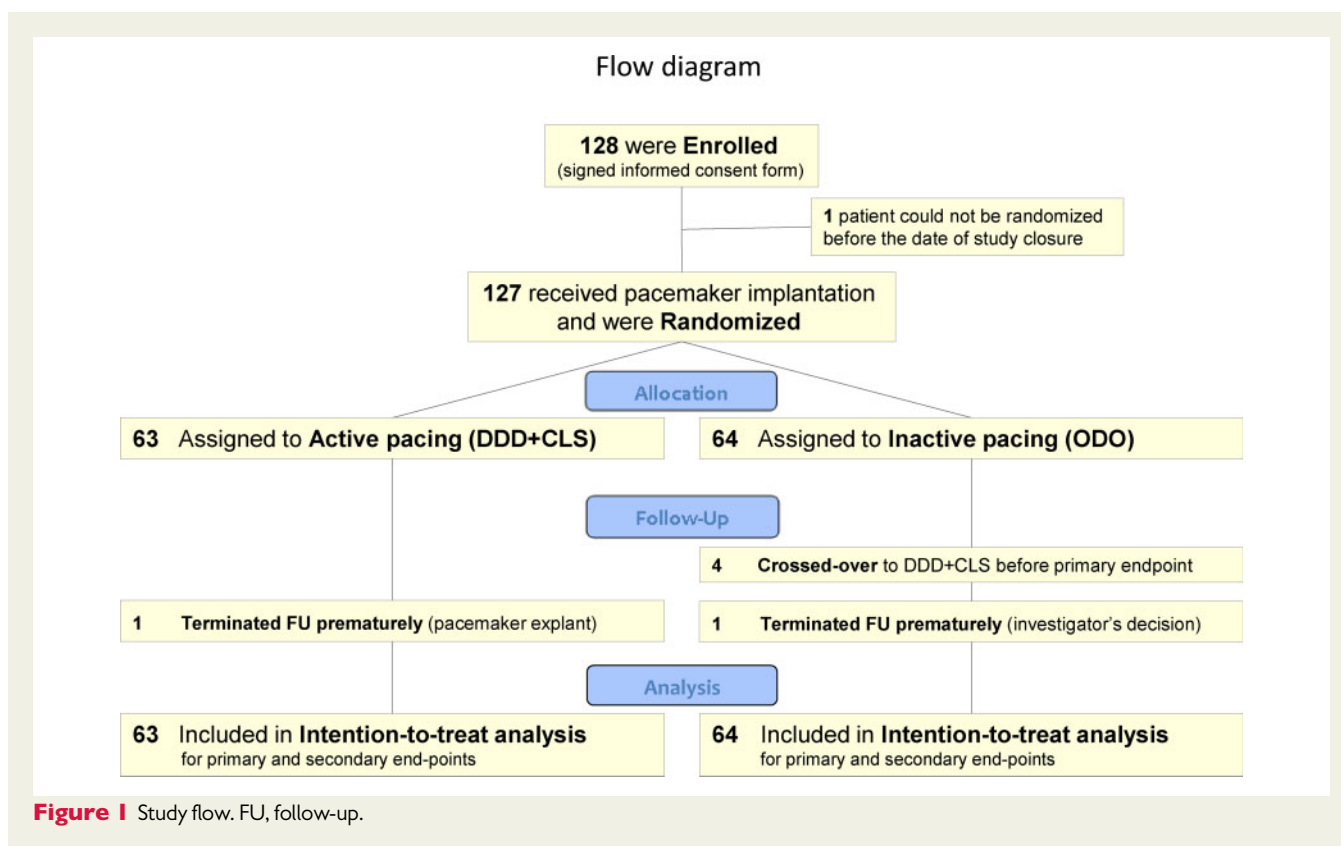 Flow diagram
128 were Enrolled
(signed informed consent form)
1 patient could not be randomized
before the date of study closure
127 received pacemaker implantation
and were Randomized
Allocation
63 Assigned to Active pacing (DDD+CLS)
64 Assigned to Inactive pacing (ODO)
Follow-Up
4 Crossed-over to DDD+CLS before primary endpoint
1 Terminated FU prematurely (pacemaker explant)
1 Terminated FU prematurely (investigator's decision)
Analysis
63 Included in Intention-to-treat analysis
for primary and secondary end-points
64 Included in Intention-to-treat analysis
for primary and secondary end-points
Figure 1 Study flow. FU, follow-up.